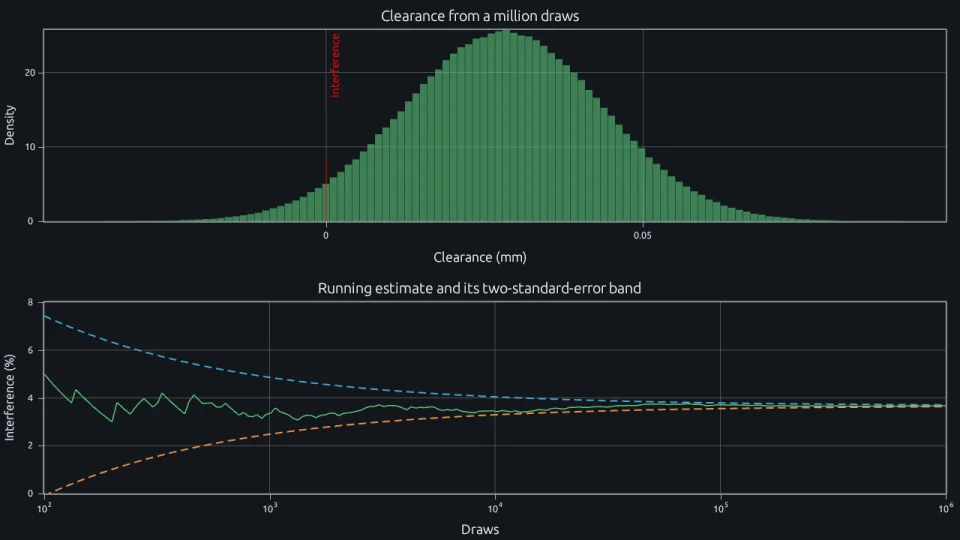 Clearance from a million draws
interference
Density
20
10
0
0
0.05
Clearance (mm)
Running estimate and its two-standard-error band
Interference (%)
8
6
4
2
0
10²
10³
10⁴
10⁵
10⁶
Draws